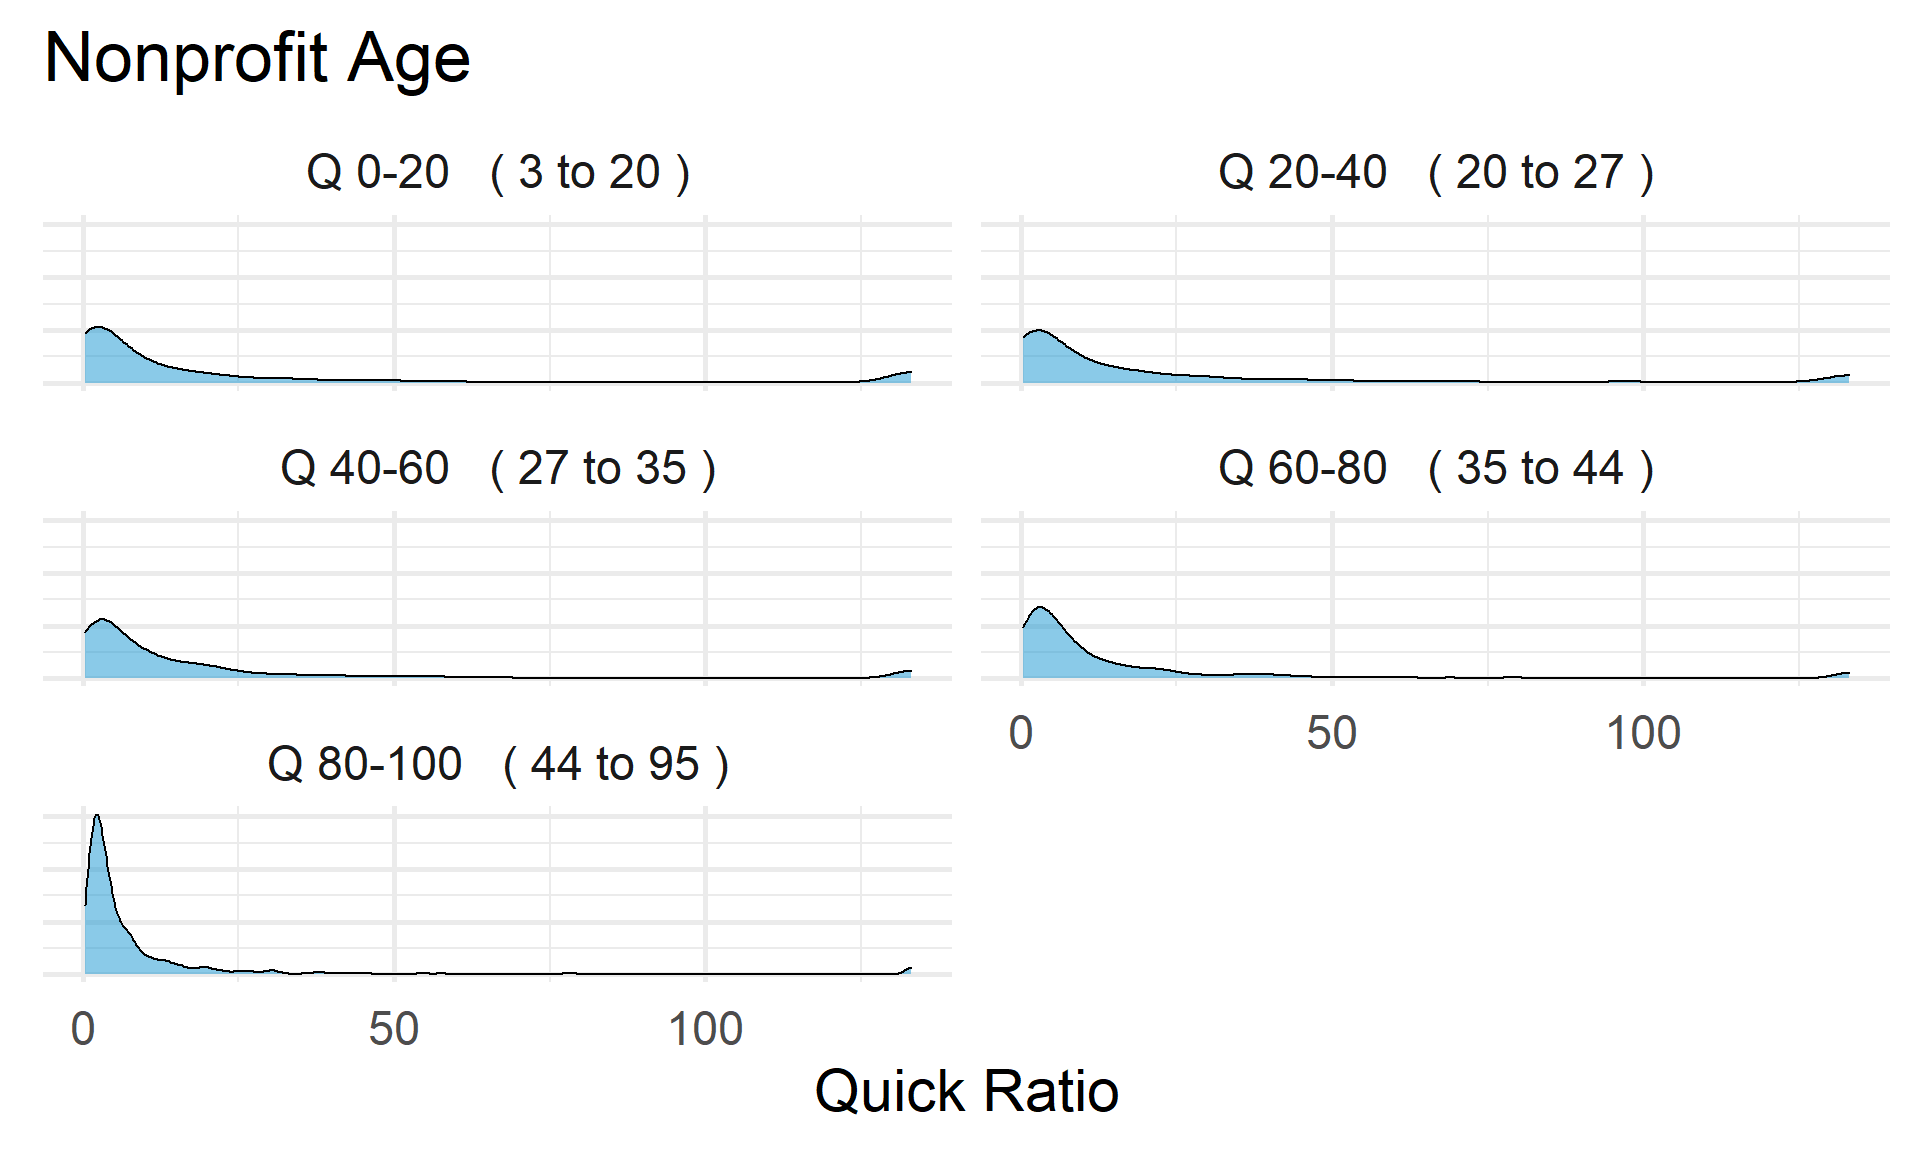 Nonprofit Age
Q 0-20 ( 3 to 20 )
Q 20-40 ( 20 to 27 )
Q 40-60 ( 27 to 35 )
Q 60-80 ( 35 to 44 )
0 50 100
Q 80-100 ( 44 to 95 )
0 50 100
Quick Ratio